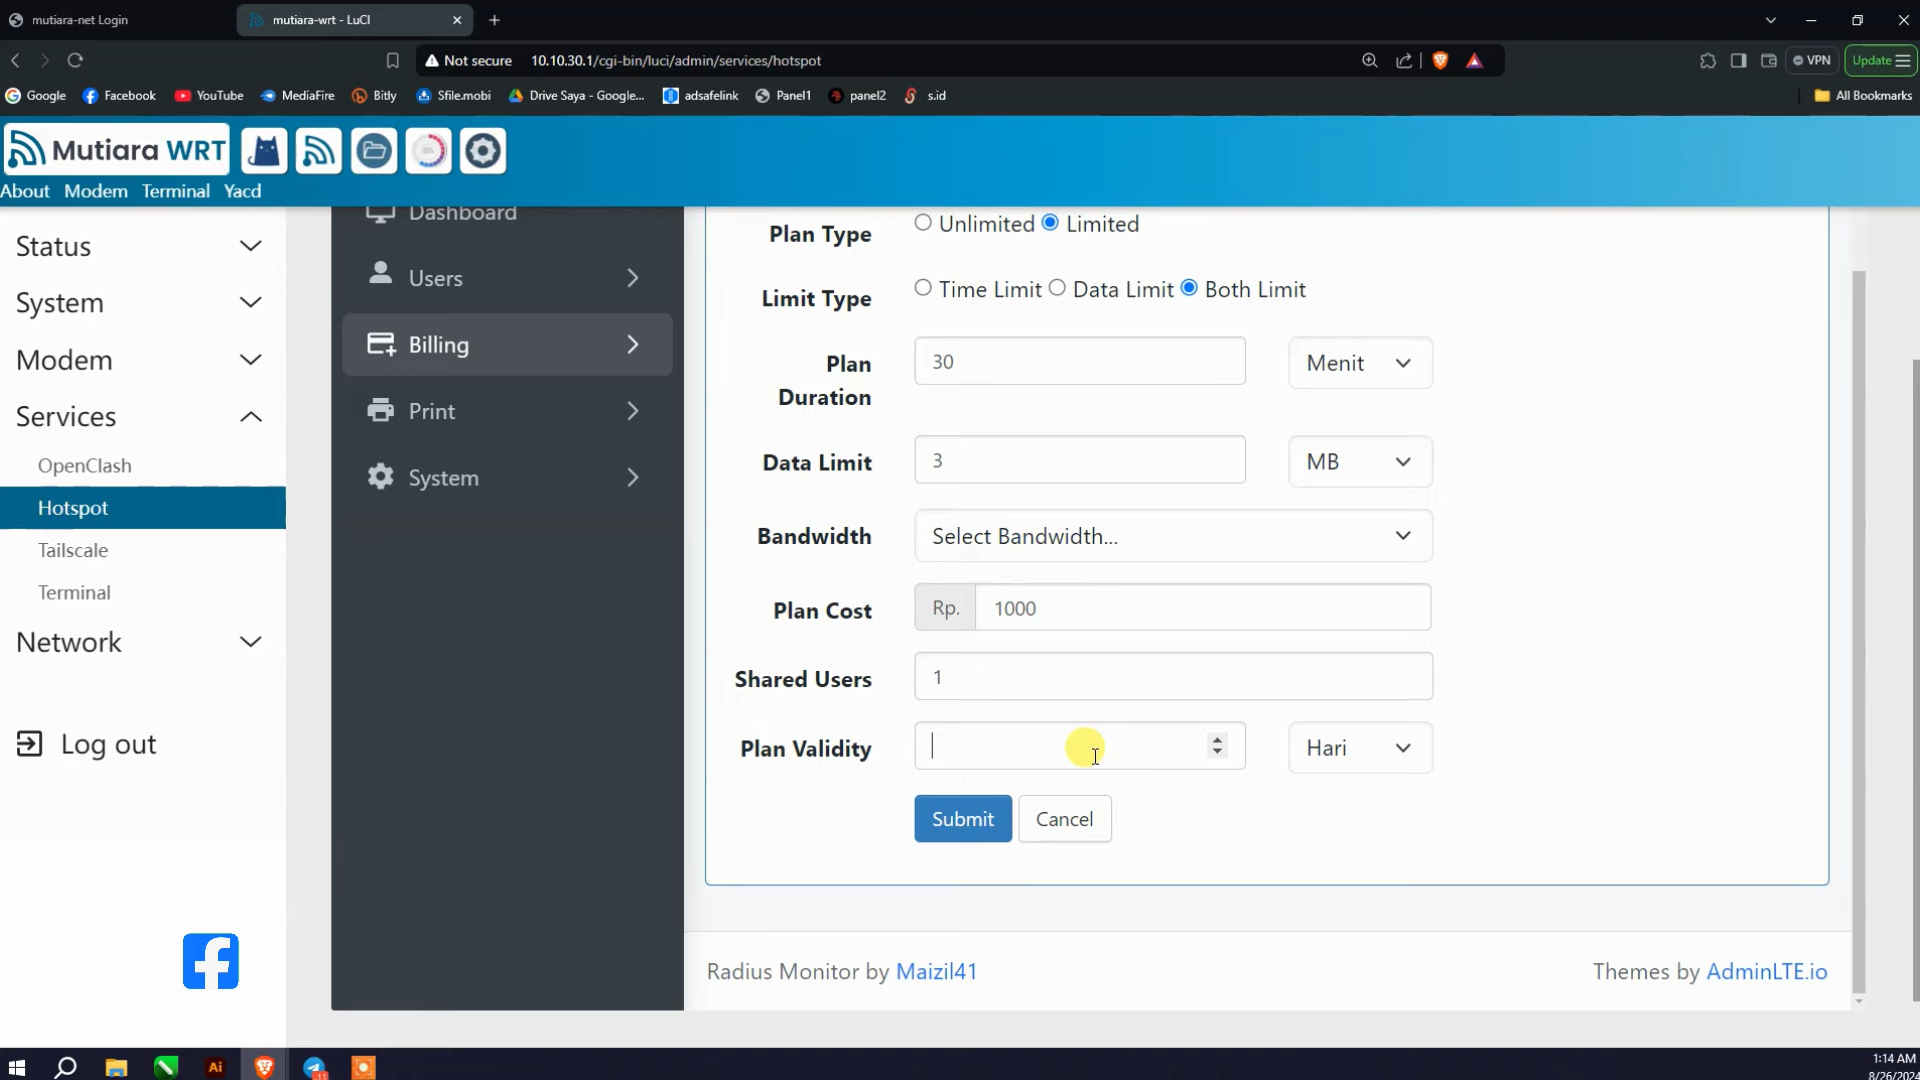 mutiara-net Login
mutiara-wrt - LuCI
Not secure 10.10.30.1/cgi-bin/luci/admin/services/hotspot
VPN
Update
Google Facebook YouTube MediaFire Bitly Sfile.mobi Drive Saya - Google... adsafelink Panel1 panel2 s.id All Bookmarks
Mutiara WRT
About Modem Terminal Yacd
Status
System
Modem
Services
OpenClash
Hotspot
Tailscale
Terminal
Network
Log out
Dashboard
Users
Billing
Print
System
Plan Type Unlimited Limited
Limit Type Time Limit Data Limit Both Limit
Plan Duration 30 Menit
Data Limit 3 MB
Bandwidth Select Bandwidth...
Plan Cost Rp. 1000
Shared Users 1
Plan Validity Hari
Submit Cancel
Radius Monitor by Maizil41
Themes by AdminLTE.io
Ai
1:14 AM